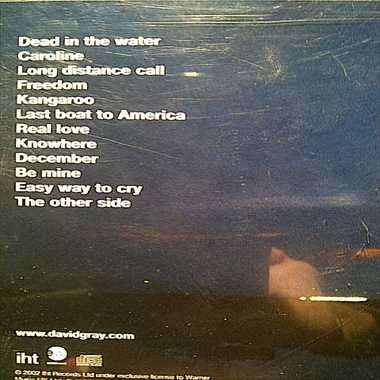 Dead in the water
Caroline
Long distance call
Freedom
Kangaroo
Last boat to America
Real love
Knowhere
December
Be mine
Easy way to cry
The other side
www.davidgray.com
iht
© 2002 iht Records Ltd under exclusive license to Warner